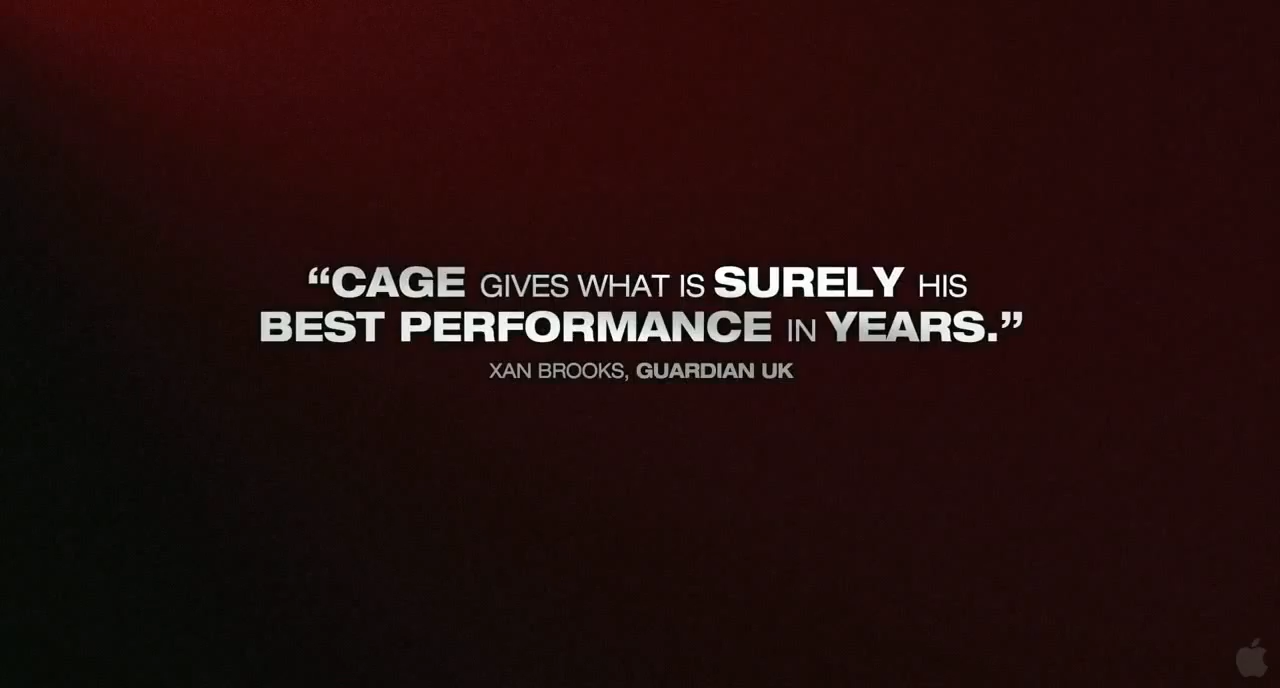 “CAGE GIVES WHAT IS SURELY HIS
BEST PERFORMANCE IN YEARS.”
XAN BROOKS, GUARDIAN UK